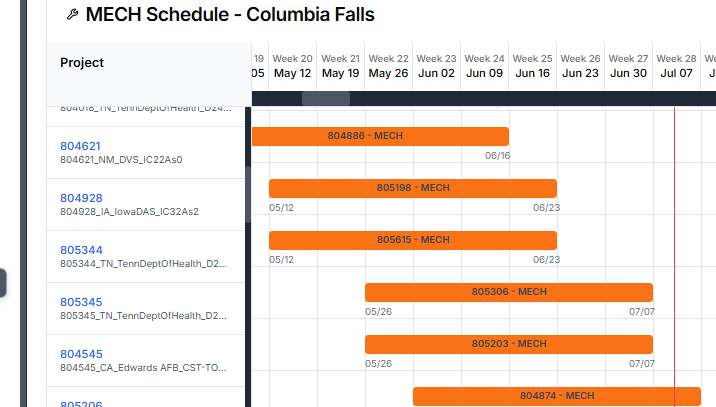 MECH Schedule - Columbia Falls
Project
19 Week 20 Week 21 Week 22 Week 23 Week 24 Week 25 Week 26 Week 27 Week 28 We
05 May 12 May 19 May 26 Jun 02 Jun 09 Jun 16 Jun 23 Jun 30 Jul 07 J
804018_TN_TennDeptOfHealth_D24...
804886 - MECH
804621
804621_NM_DVS_IC22As0
06/16
805198 - MECH
804928
804928_IA_IowaDAS_IC32As2
05/12 06/23
805615 - MECH
805344
805344_TN_TennDeptOfHealth_D2...
05/12 06/23
805306 - MECH
805345
805345_TN_TennDeptOfHealth_D2...
05/26 07/07
805203 - MECH
804545
804545_CA_Edwards AFB_CST-TO...
05/26 07/07
804874 - MECH
805206